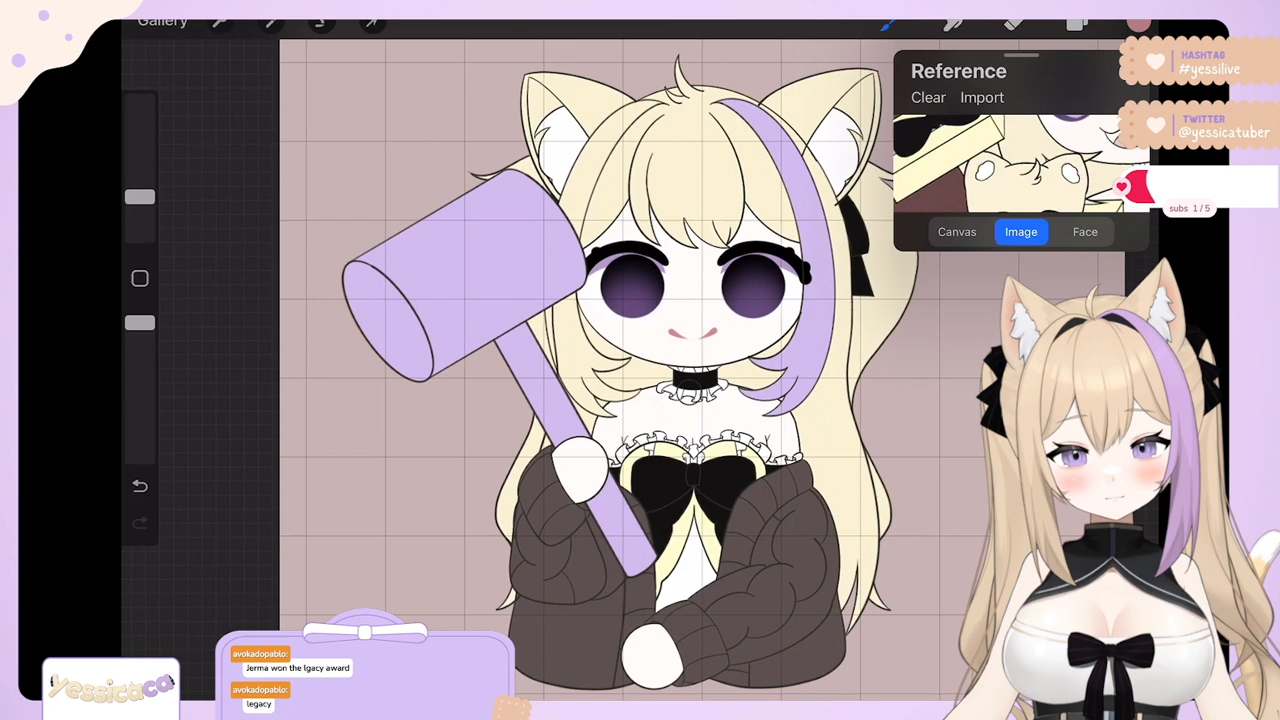 Gallery
Reference
Clear Import
Canvas Image Face
HASHTAG
#yessilive
TWITTER
@yessicatuber
subs 1 / 5
avokadopablo:
Jerma won the lgacy award
avokadopablo:
legacy
yessicaca